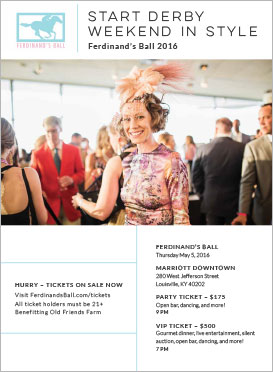 FERDINAND'S BALL
START DERBY
WEEKEND IN STYLE
Ferdinand's Ball 2016
HURRY – TICKETS ON SALE NOW
Visit FerdinandsBall.com/tickets
All ticket holders must be 21+
Benefitting Old Friends Farm
FERDINAND'S BALL
Thursday May 5, 2016
MARRIOTT DOWNTOWN
280 West Jefferson Street
Louisville, KY 40202
PARTY TICKET – $175
Open bar, dancing, and more!
9 PM
VIP TICKET – $500
Gourmet dinner, live entertainment, silent
auction, open bar, dancing, and more!
7 PM